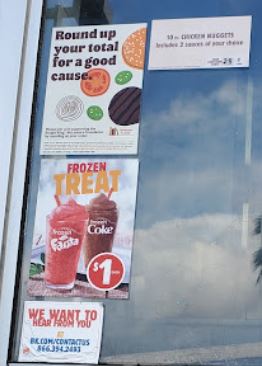 Round up
your total
for a good
cause.
10 PC. CHICKEN NUGGETS
Includes 2 sauces of your choice
FROZEN
TREAT
frozen
Fanta
frozen
Coke
$1
WE WANT TO
HEAR FROM YOU
AT
BK.COM/CONTACTUS
866.394.2493